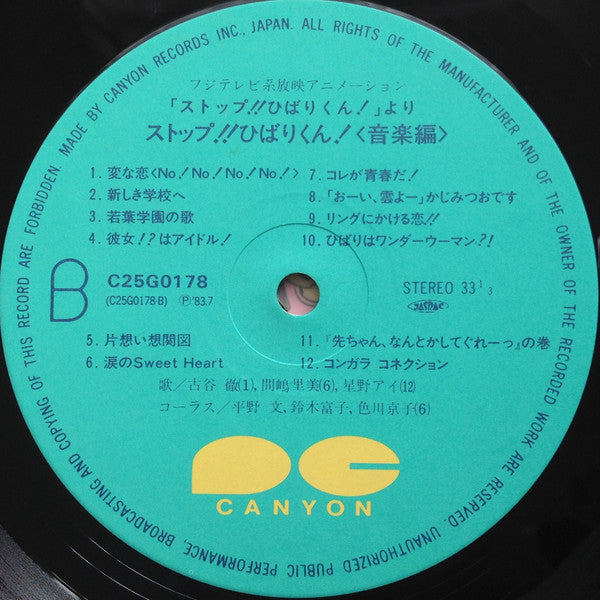 MADE BY CANYON RECORDS INC., JAPAN. ALL RIGHTS OF THE MANUFACTURER AND OF THE OWNER OF THE RECORDED WORK ARE RESERVED. UNAUTHORIZED PUBLIC PERFORMANCE, BROADCASTING AND COPYING OF THIS RECORD ARE FORBIDDEN.
フジテレビ系放映アニメーション
「ストップ!!ひばりくん!」より
ストップ!!ひばりくん!〈音楽編〉
1. 変な恋〈No! No! No! No!〉
2. 新しき学校へ
3. 若葉学園の歌
4. 彼女!?はアイドル!
7. コレが青春だ!
8. 「おーい、雲よー」かじみつおです
9. リングにかける恋!!
10. ひばりはワンダーウーマン?!
B
C25G0178
(C25G0178-B) Ⓟ'83.7
STEREO 33 1/3
JASRAC
5. 片想い想関図
6. 涙のSweet Heart
11. 『先ちゃん、なんとかしてくれーっ』の巻
12. コンガラ コネクション
歌/古谷 徹(1), 間嶋里美(6), 星野アイ(12)
コーラス/平野 文, 鈴木富子, 色川京子(6)
CANYON